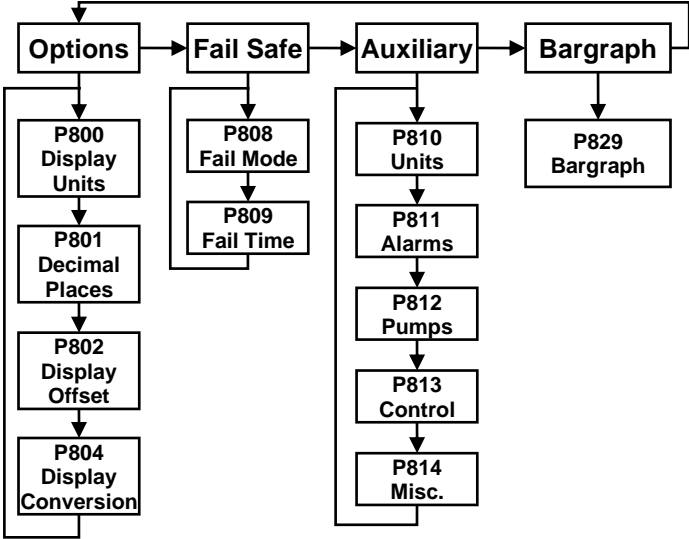 Options
Fail Safe
Auxiliary
Bargraph
P800
Display
Units
P801
Decimal
Places
P802
Display
Offset
P804
Display
Conversion
P808
Fail Mode
P809
Fail Time
P810
Units
P811
Alarms
P812
Pumps
P813
Control
P814
Misc.
P829
Bargraph